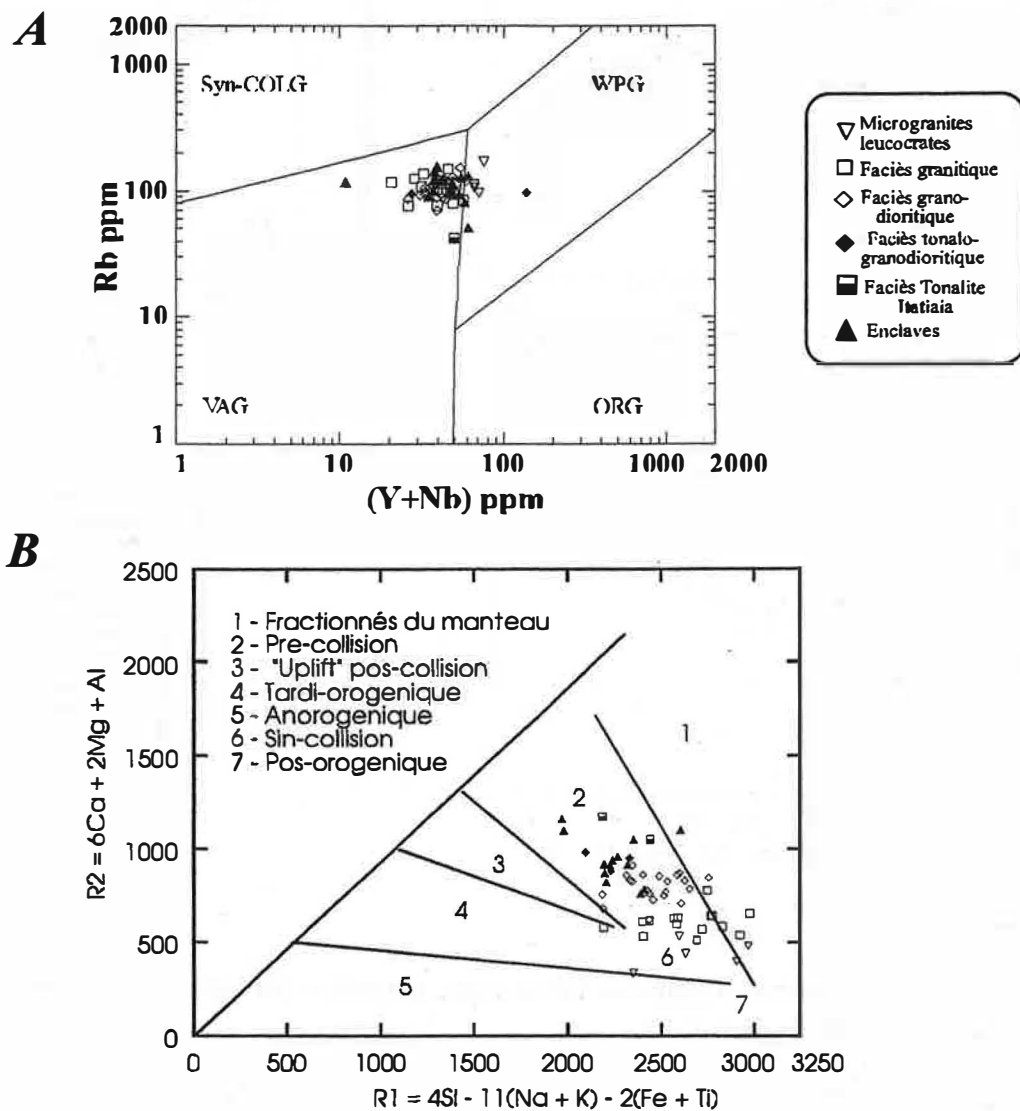 A
2000
1000
100
10
1
Rb ppm
Syn-COLG
WPG
VAG
ORG
1
10
100
1000
2000
(Y+Nb) ppm
Microgranites
leucocrates
Faciès granitique
Faciès grano-
dioritique
Faciès tonalo-
granodioritique
Faciès Tonalite
Itatiaia
Enclaves
B
2500
2000
1500
1000
500
0
R2 = 6Ca + 2Mg + Al
1 - Fractionnés du manteau
2 - Pre-collision
3 - "Uplift" pos-collision
4 - Tardi-orogenique
5 - Anorogenique
6 - Sin-collision
7 - Pos-orogenique
1
2
3
4
5
6
7
0
500
1000
1500
2000
2500
3000
3250
R1 = 4Si - 11(Na + K) - 2(Fe + Ti)